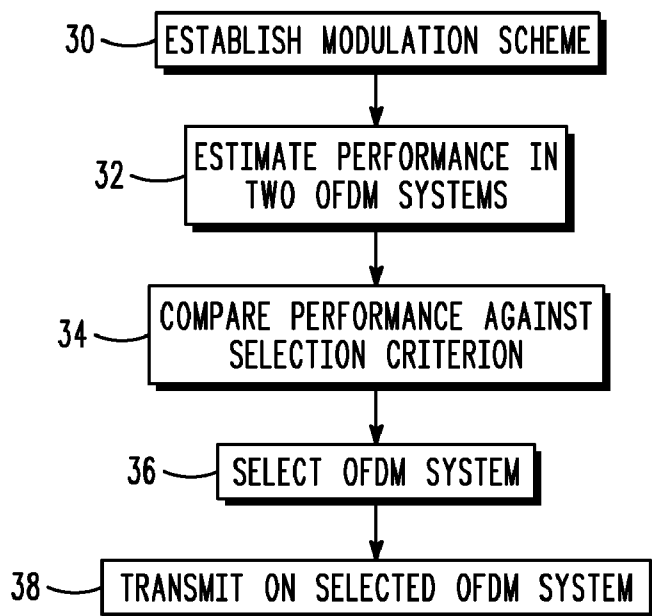 30 ESTABLISH MODULATION SCHEME
32 ESTIMATE PERFORMANCE IN
TWO OFDM SYSTEMS
34 COMPARE PERFORMANCE AGAINST
SELECTION CRITERION
36 SELECT OFDM SYSTEM
38 TRANSMIT ON SELECTED OFDM SYSTEM